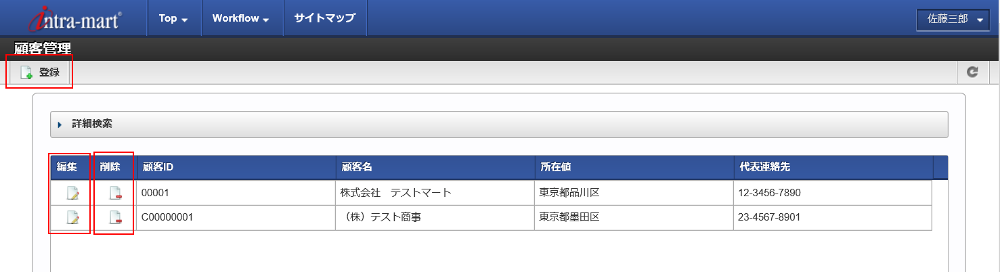 intra-mart Top Workflow サイトマップ 佐藤三郎
顧客管理
登録
詳細検索
編集 削除 顧客ID 顧客名 所在値 代表連絡先
00001 株式会社　テストマート 東京都品川区 12-3456-7890
C00000001 （株）テスト商事 東京都墨田区 23-4567-8901